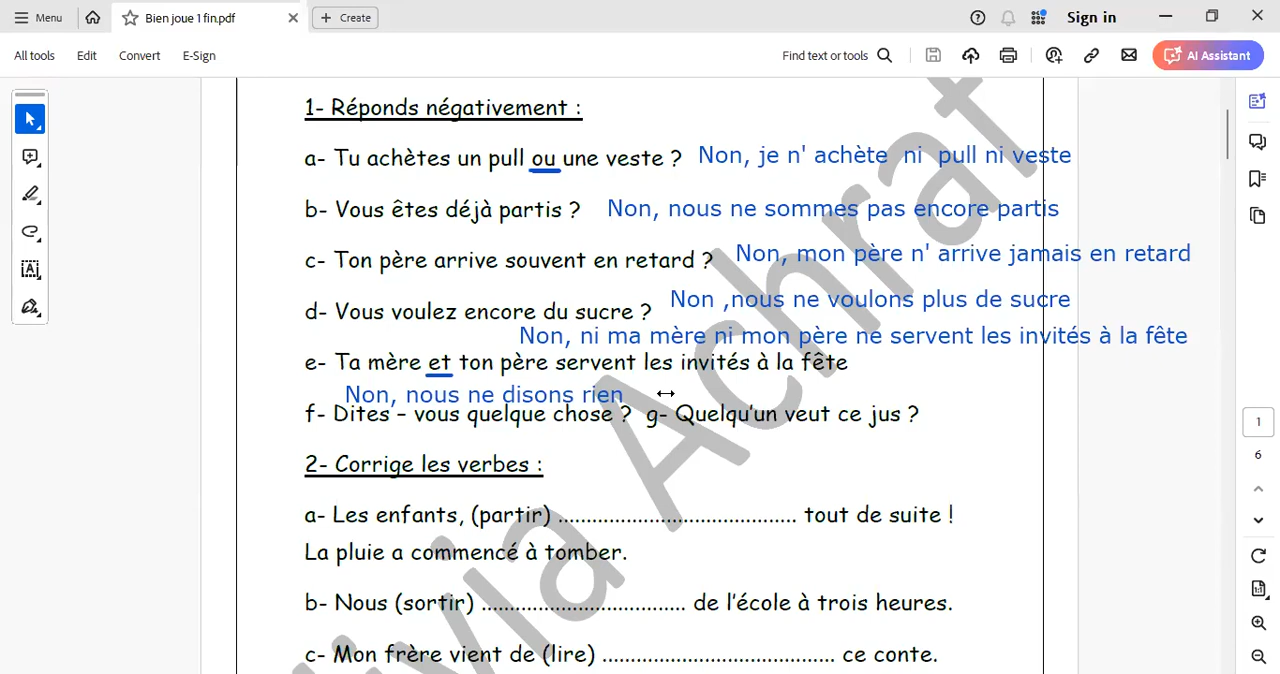 Menu
Bien joue 1 fin.pdf
Create
Sign in
All tools Edit Convert E-Sign
Find text or tools
AI Assistant
1- Réponds négativement :
a- Tu achètes un pull ou une veste ? Non, je n' achète ni pull ni veste
b- Vous êtes déjà partis ? Non, nous ne sommes pas encore partis
c- Ton père arrive souvent en retard ? Non, mon père n' arrive jamais en retard
d- Vous voulez encore du sucre ? Non ,nous ne voulons plus de sucre
Non, ni ma mère ni mon père ne servent les invités à la fête
e- Ta mère et ton père servent les invités à la fête
Non, nous ne disons rien
f- Dites – vous quelque chose ? g- Quelqu'un veut ce jus ?
2- Corrige les verbes :
a- Les enfants, (partir) ......................................... tout de suite !
La pluie a commencé à tomber.
b- Nous (sortir) ................................... de l'école à trois heures.
c- Mon frère vient de (lire) ........................................ ce conte.
1
6
Achraf